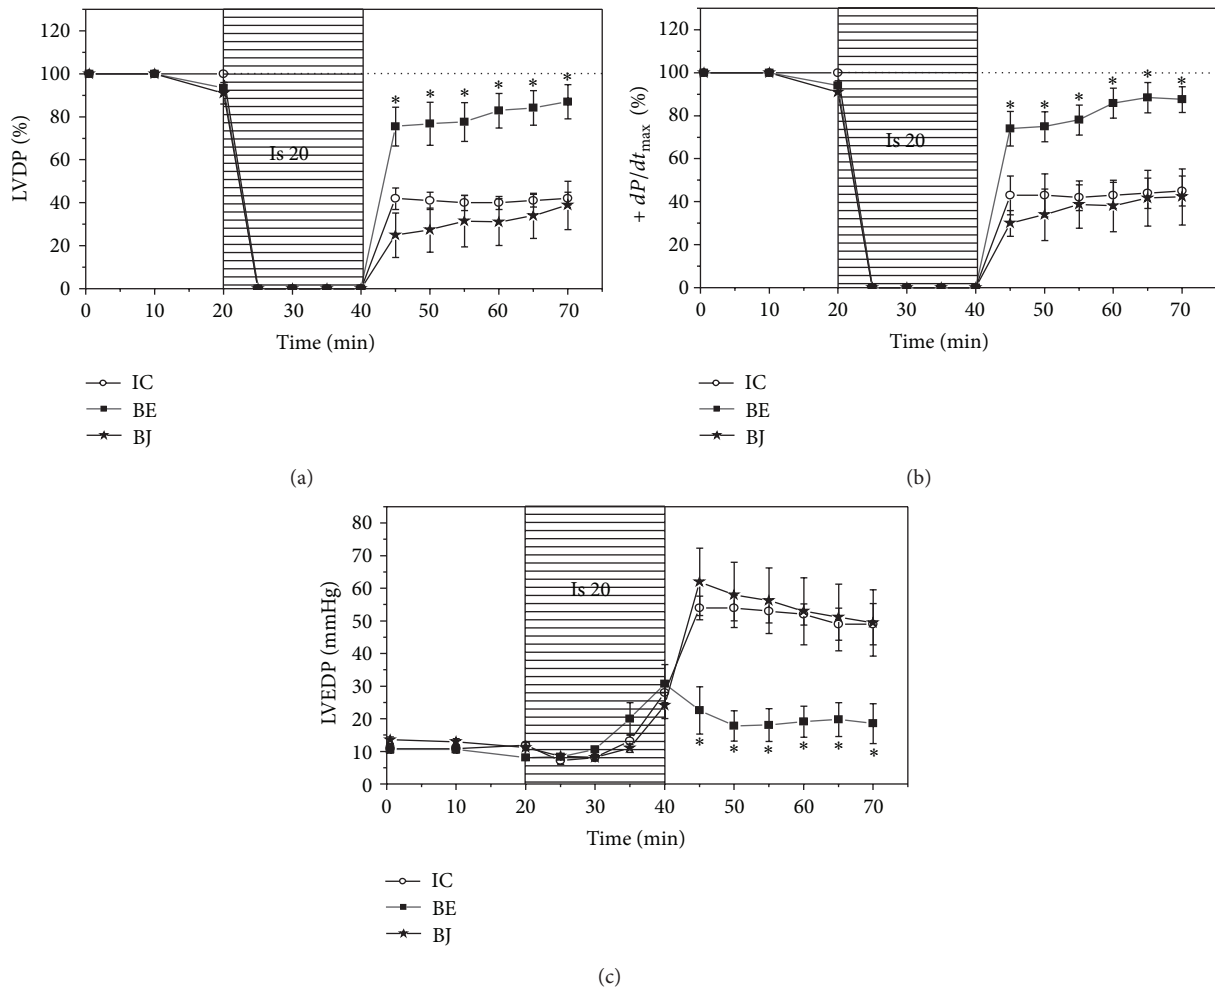 120
100
80
60
40
20
0
LVDP (%)
Is 20
* * * * * *
0 10 20 30 40 50 60 70
Time (min)
IC
BE
BJ
(a)
120
100
80
60
40
20
0
+ dP/dtmax (%)
Is 20
* * * * * *
0 10 20 30 40 50 60 70
Time (min)
IC
BE
BJ
(b)
80
70
60
50
40
30
20
10
0
LVEDP (mmHg)
Is 20
* * * * * *
0 10 20 30 40 50 60 70
Time (min)
IC
BE
BJ
(c)